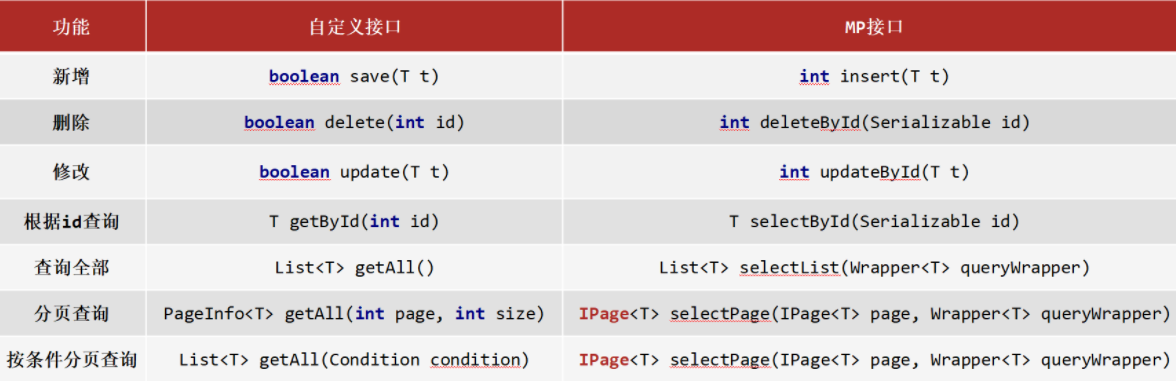 功能 自定义接口 MP接口
新增 boolean save(T t) int insert(T t)
删除 boolean delete(int id) int deleteById(Serializable id)
修改 boolean update(T t) int updateById(T t)
根据id查询 T getById(int id) T selectById(Serializable id)
查询全部 List<T> getAll() List<T> selectList(Wrapper<T> queryWrapper)
分页查询 PageInfo<T> getAll(int page, int size) IPage<T> selectPage(IPage<T> page, Wrapper<T> queryWrapper)
按条件分页查询 List<T> getAll(Condition condition) IPage<T> selectPage(IPage<T> page, Wrapper<T> queryWrapper)